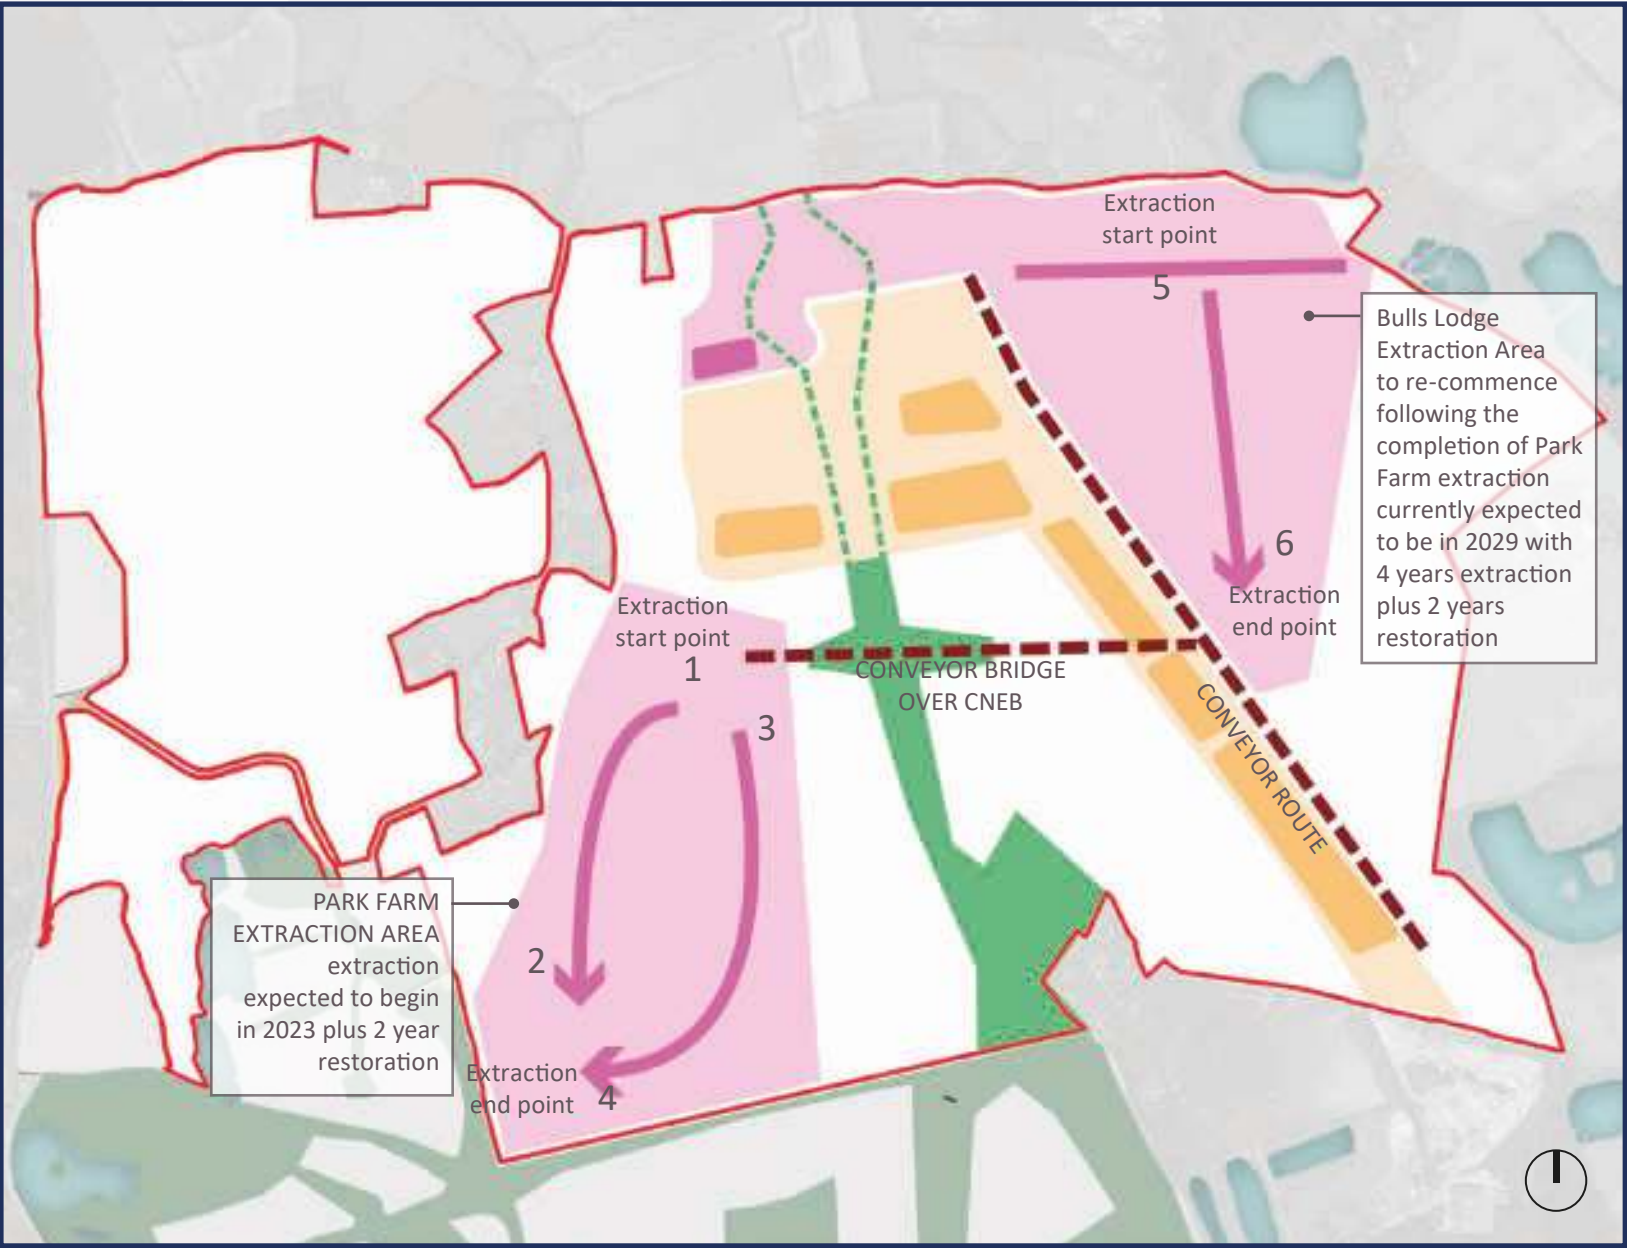 Extraction
start point
5
Bulls Lodge
Extraction Area
to re-commence
following the
completion of Park
Farm extraction
currently expected
to be in 2029 with
4 years extraction
plus 2 years
restoration
6
Extraction
end point
Extraction
start point
1
CONVEYOR BRIDGE
OVER CNEB
3
CONVEYOR ROUTE
PARK FARM
EXTRACTION AREA
extraction
expected to begin
in 2023 plus 2 year
restoration
2
Extraction
end point
4